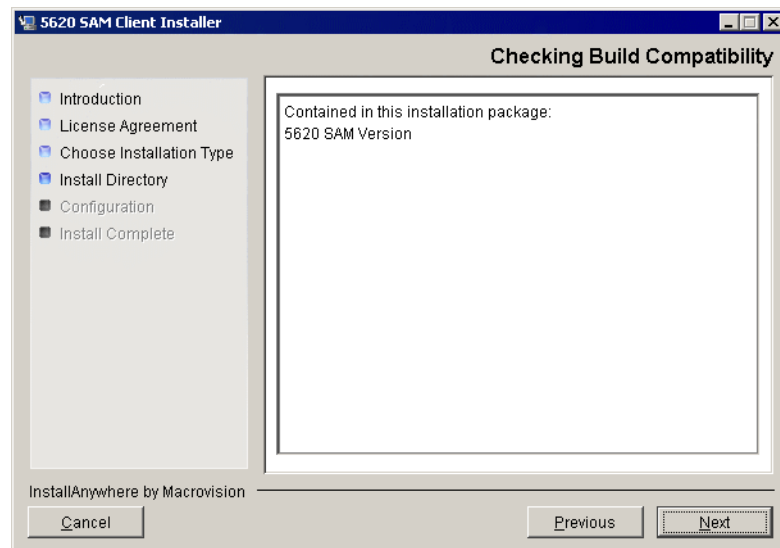 5620 SAM Client Installer
Checking Build Compatibility
Introduction
License Agreement
Choose Installation Type
Install Directory
Configuration
Install Complete
Contained in this installation package:
5620 SAM Version
InstallAnywhere by Macrovision
Cancel
Previous
Next